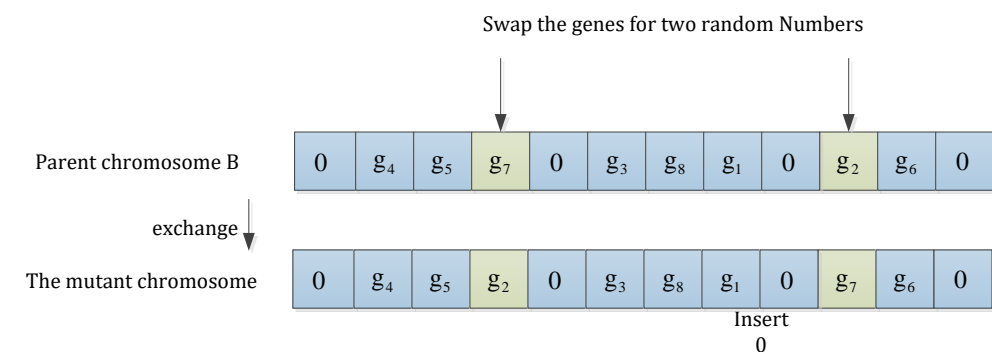 Swap the genes for two random Numbers
Parent chromosome B 0 g₄ g₅ g₇ 0 g₃ g₈ g₁ 0 g₂ g₆ 0
exchange
The mutant chromosome 0 g₄ g₅ g₂ 0 g₃ g₈ g₁ 0 g₇ g₆ 0
Insert
0